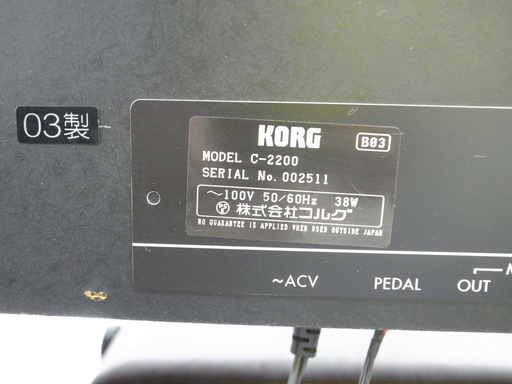 03製
KORG
B03
MODEL C-2200
SERIAL No. 002511
~100V 50/60Hz 38W
株式会社コルグ
NO GUARANTEE IS APPLIED WHEN USED OUTSIDE JAPAN
~ACV
PEDAL
OUT